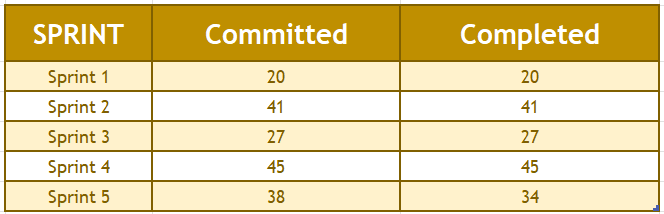 SPRINT Committed Completed
Sprint 1 20 20
Sprint 2 41 41
Sprint 3 27 27
Sprint 4 45 45
Sprint 5 38 34